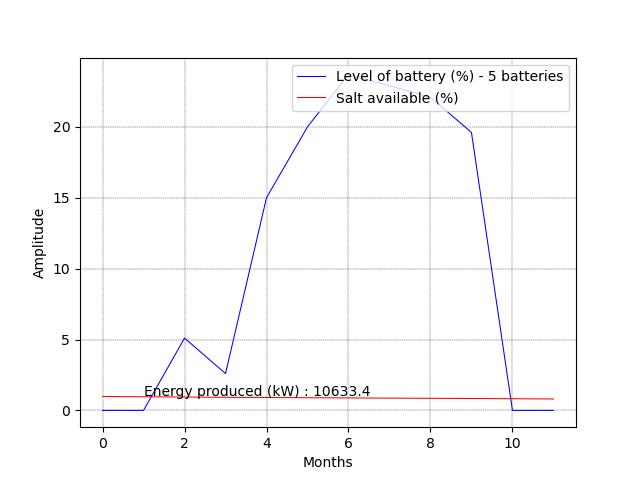 Level of battery (%) - 5 batteries
Salt available (%)
20
15
10
5
0
Amplitude
Energy produced (kW) : 10633.4
0 2 4 6 8 10
Months